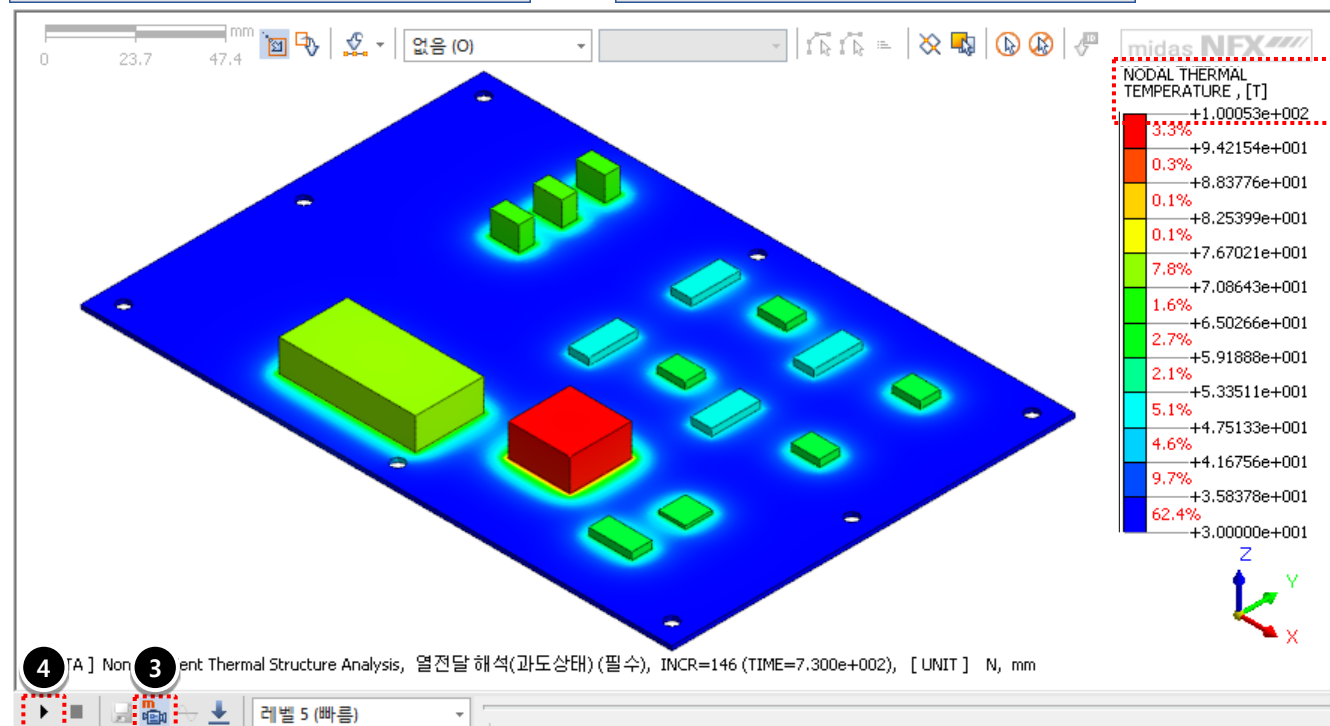 mm
0 23.7 47.4
없음 (O)
midas NFX
NODAL THERMAL
TEMPERATURE , [T]
+1.00053e+002
3.3%
+9.42154e+001
0.3%
+8.83776e+001
0.1%
+8.25399e+001
0.1%
+7.67021e+001
7.8%
+7.08643e+001
1.6%
+6.50266e+001
2.7%
+5.91888e+001
2.1%
+5.33511e+001
5.1%
+4.75133e+001
4.6%
+4.16756e+001
9.7%
+3.58378e+001
62.4%
+3.00000e+001
Z
Y
X
4 TA ] Non 3 ent Thermal Structure Analysis, 열전달 해석(과도상태) (필수), INCR=146 (TIME=7.300e+002), [ UNIT ] N, mm
m
레벨 5 (빠름)